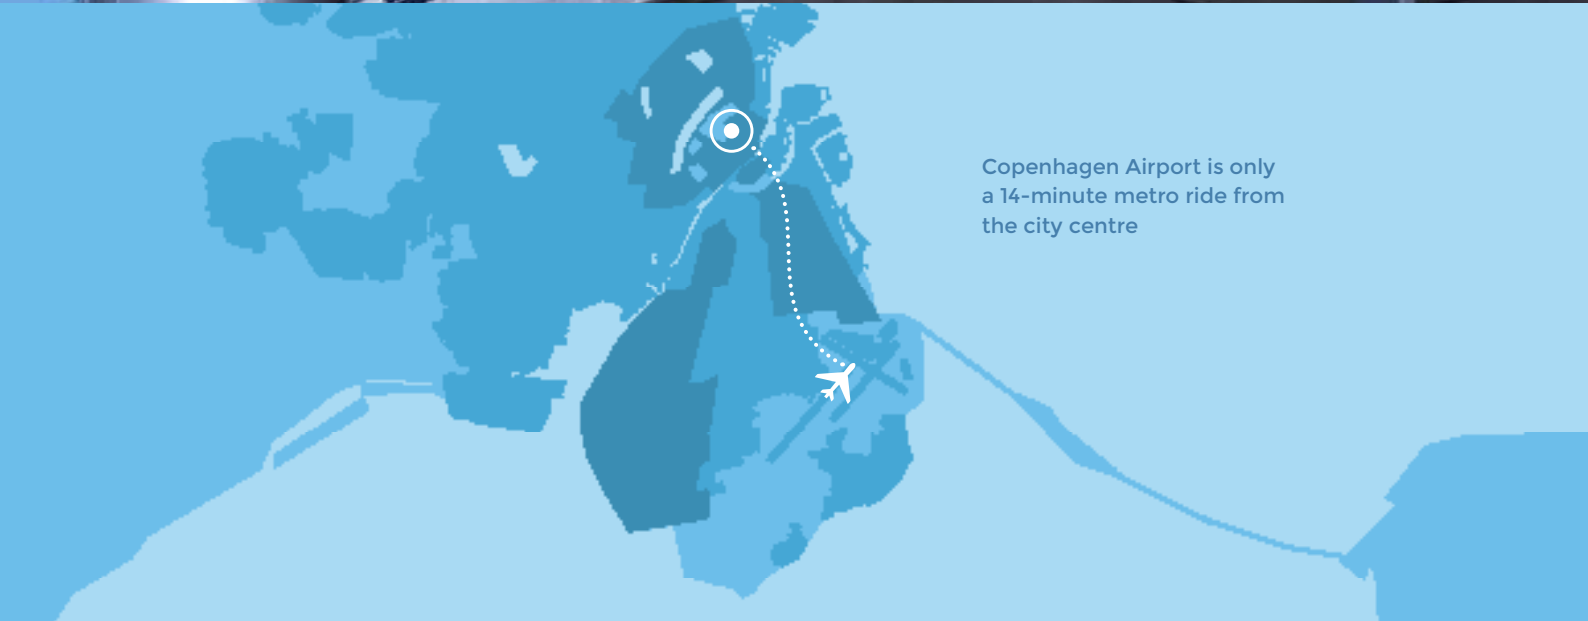 Copenhagen Airport is only
a 14-minute metro ride from
the city centre